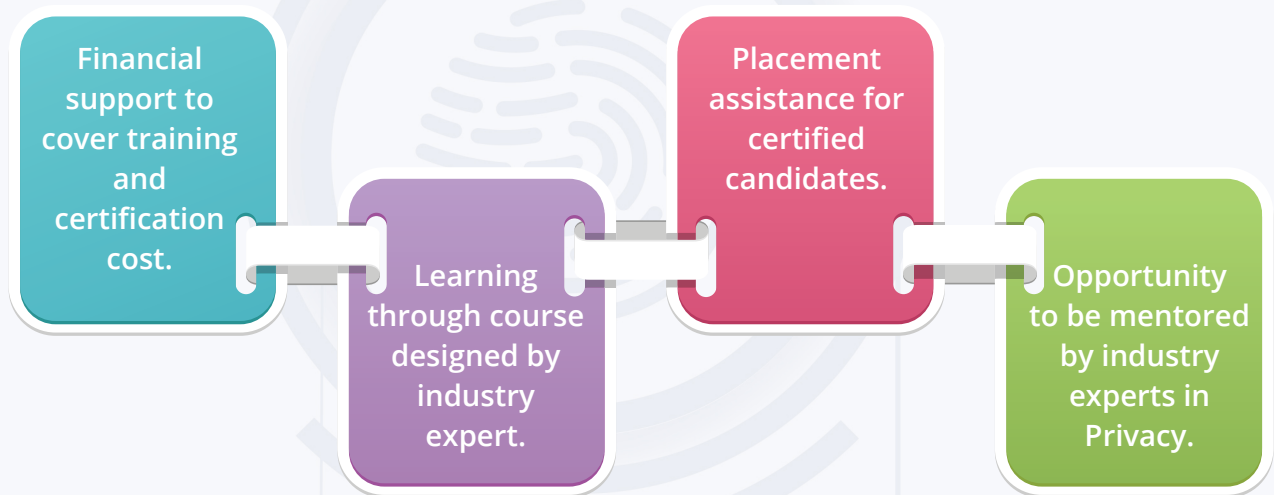 Financial
support to
cover training
and
certification
cost.
Learning
through course
designed by
industry
expert.
Placement
assistance for
certified
candidates.
Opportunity
to be mentored
by industry
experts in
Privacy.